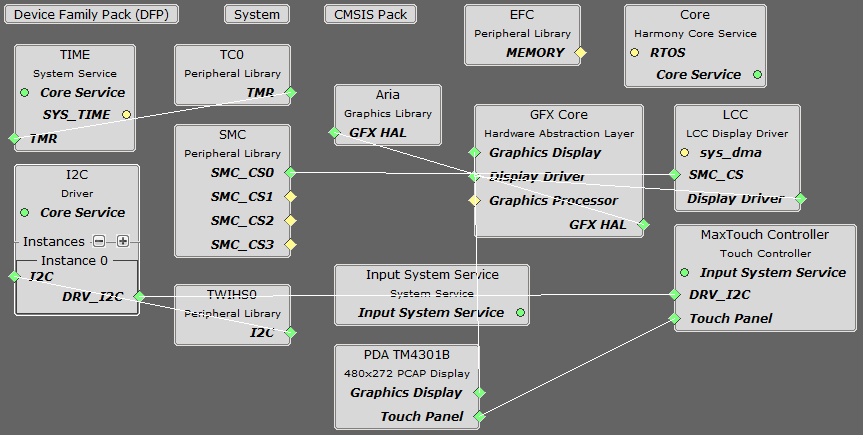 Device Family Pack (DFP)
System
CMSIS Pack
EFC
Peripheral Library
MEMORY
Core
Harmony Core Service
RTOS
Core Service
TIME
System Service
Core Service
SYS_TIME
TMR
TC0
Peripheral Library
TMR
Aria
Graphics Library
GFX HAL
GFX Core
Hardware Abstraction Layer
Graphics Display
Display Driver
Graphics Processor
GFX HAL
LCC
LCC Display Driver
sys_dma
SMC_CS
Display Driver
SMC
Peripheral Library
SMC_CS0
SMC_CS1
SMC_CS2
SMC_CS3
I2C
Driver
Core Service
Instances
Instance 0
I2C
DRV_I2C
TWIHS0
Peripheral Library
I2C
Input System Service
System Service
Input System Service
MaxTouch Controller
Touch Controller
Input System Service
DRV_I2C
Touch Panel
PDA TM4301B
480x272 PCAP Display
Graphics Display
Touch Panel